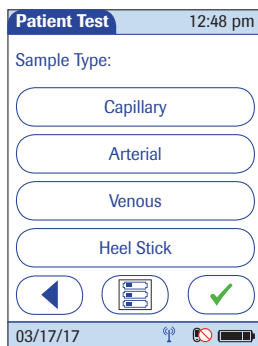 Patient Test 12:48 pm
Sample Type:
Capillary
Arterial
Venous
Heel Stick
03/17/17